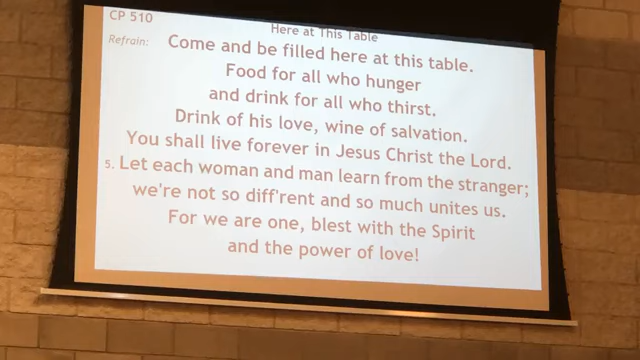 CP 510
Here at This Table
Refrain: Come and be filled here at this table.
Food for all who hunger
and drink for all who thirst.
Drink of his love, wine of salvation.
You shall live forever in Jesus Christ the Lord.
5. Let each woman and man learn from the stranger;
we're not so diff'rent and so much unites us.
For we are one, blest with the Spirit
and the power of love!